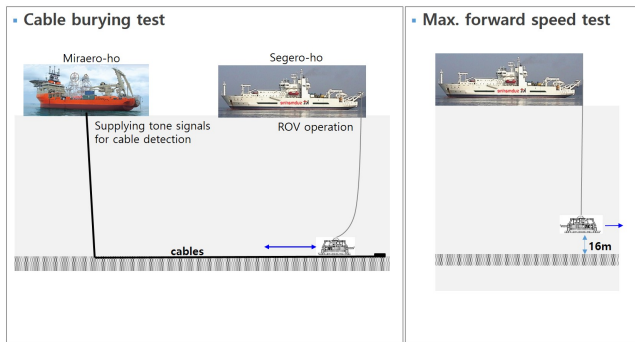 ▪ Cable burying test
Miraero-ho
Segero-ho
Supplying tone signals
for cable detection
ROV operation
cables
▪ Max. forward speed test
16m